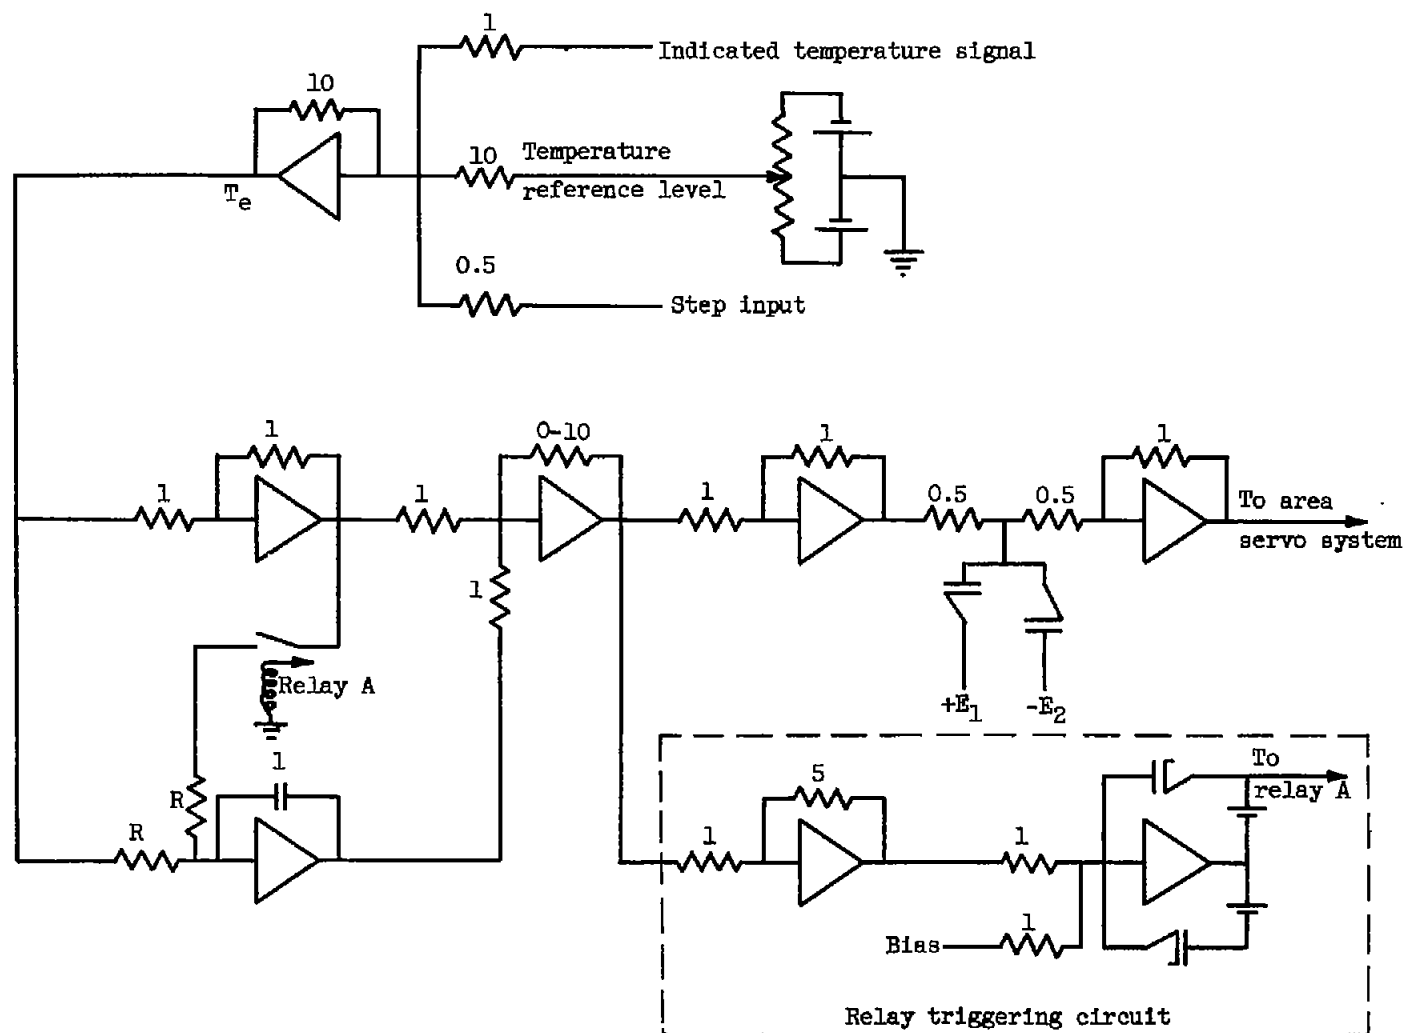 1
Indicated temperature signal
10
10
Temperature
reference level
Te
0.5
Step input
1
1
1
0-10
1
1
1
0.5
0.5
1
To area
servo system
Relay A
+E1
-E2
1
R
R
5
1
1
To
relay A
Bias
1
Relay triggering circuit